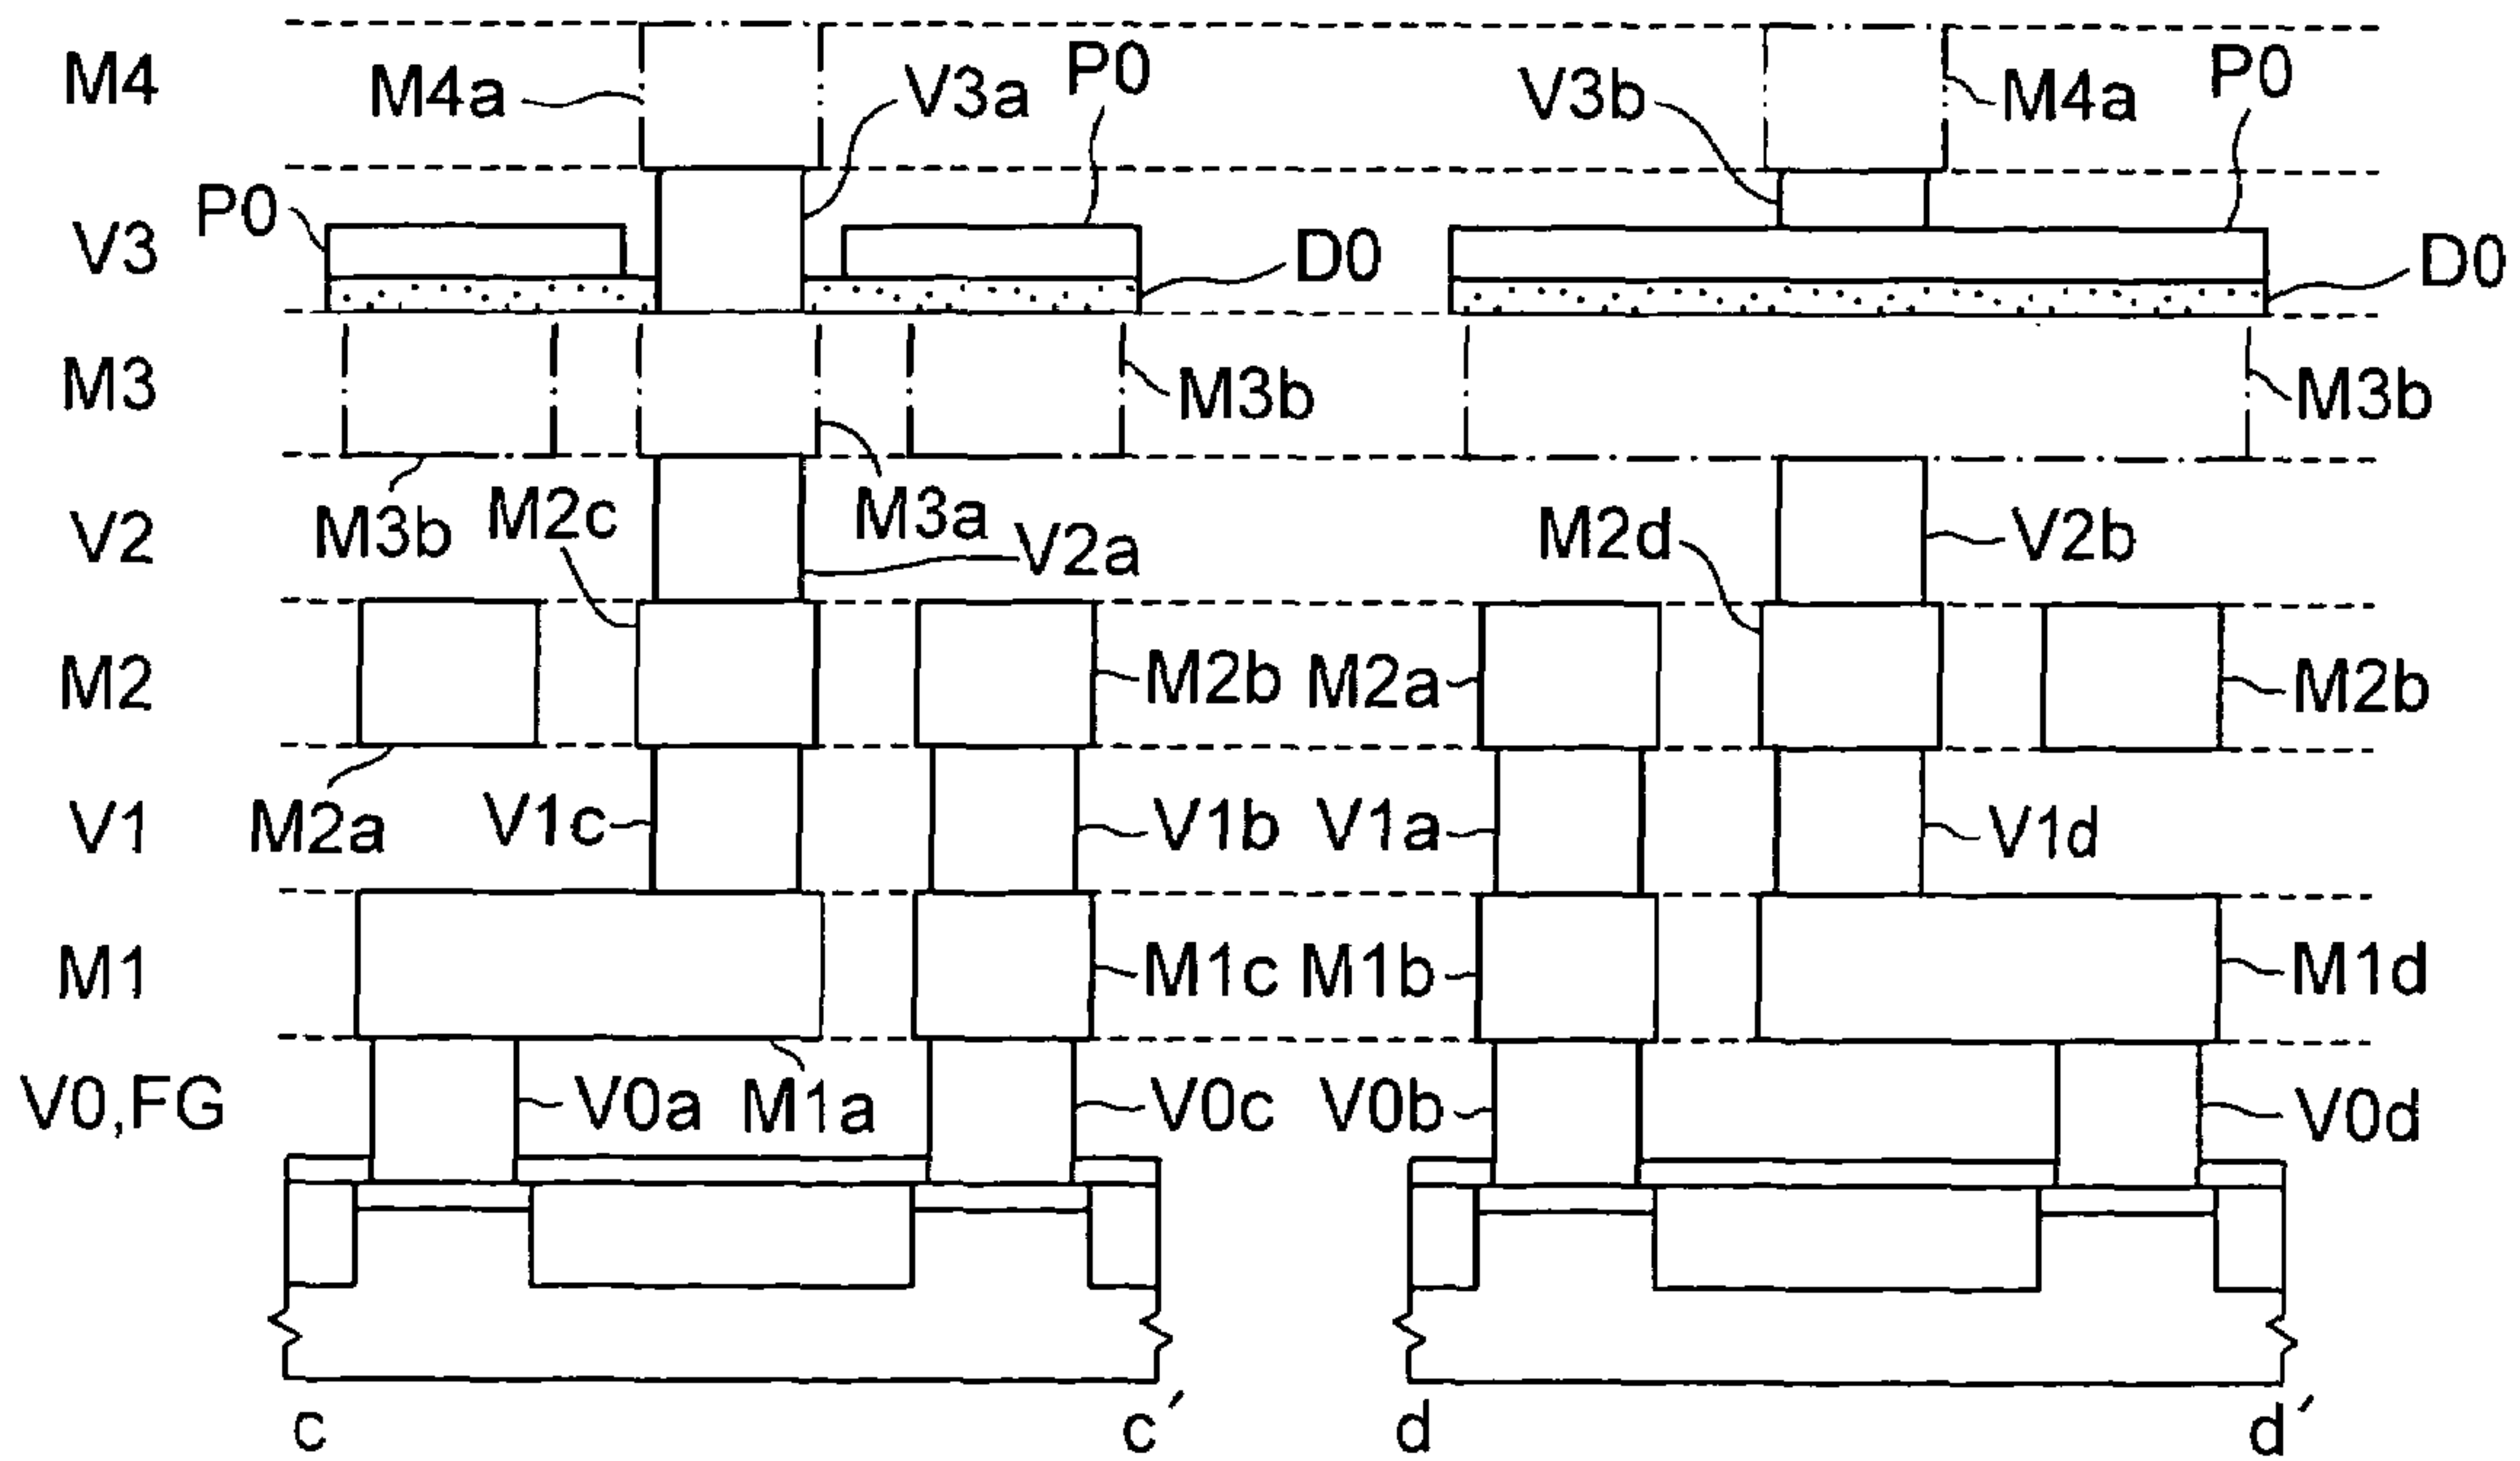 M4 M4a V3a P0 V3b M4a P0
V3 P0 D0 D0
M3 M3b M3b
V2 M3b M2c M3a V2a M2d V2b
M2 M2b M2a M2b
V1 M2a V1c V1b V1a V1d
M1 M1c M1b M1d
V0,FG V0a M1a V0c V0b V0d
c c´ d d´